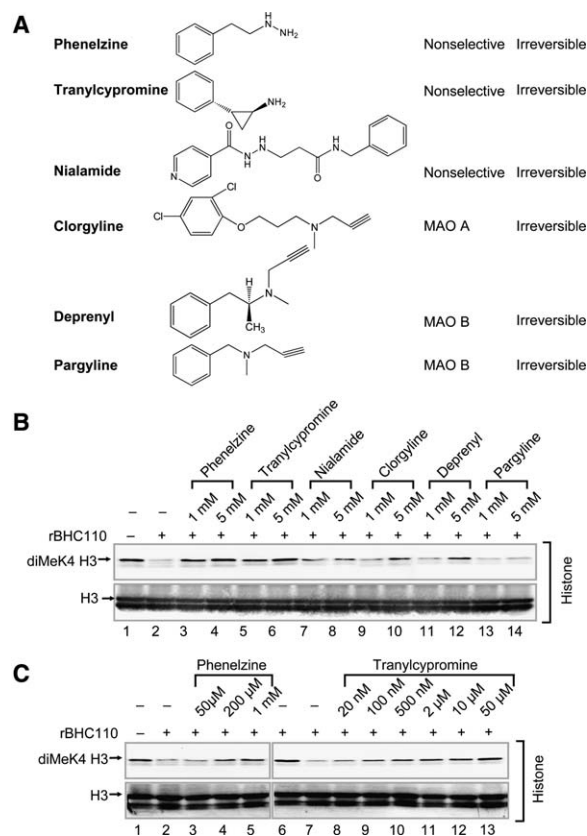 A
Phenelzine Nonselective Irreversible
H
N
NH2
Tranylcypromine Nonselective Irreversible
NH2
Nialamide Nonselective Irreversible
O
N
H
H
N
H
N
O
N
Clorgyline MAO A Irreversible
Cl
Cl
O
N
Deprenyl MAO B Irreversible
H
N
CH3
Pargyline MAO B Irreversible
N
B
Phenelzine Tranylcypromine Nialamide Clorgyline Deprenyl Pargyline
– – 1 mM 5 mM 1 mM 5 mM 1 mM 5 mM 1 mM 5 mM 1 mM 5 mM 1 mM 5 mM
rBHC110 – + + + + + + + + + + + + +
diMeK4 H3
H3
Histone
1 2 3 4 5 6 7 8 9 10 11 12 13 14
C
Phenelzine Tranylcypromine
– – 50µM 200 µM 1 mM – – 20 nM 100 nM 500 nM 2 µM 10 µM 50 µM
rBHC110 – + + + + – + + + + + + +
diMeK4 H3
H3
Histone
1 2 3 4 5 6 7 8 9 10 11 12 13